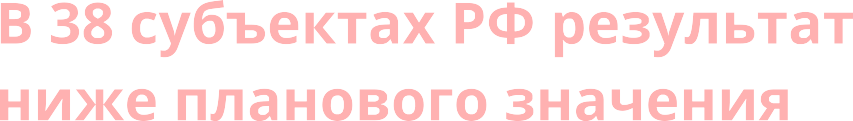 В 38 субъектах РФ результат
ниже планового значения